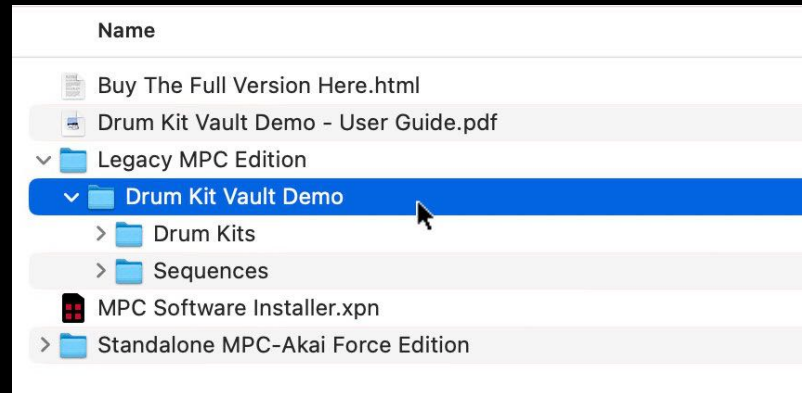 Name
Buy The Full Version Here.html
Drum Kit Vault Demo - User Guide.pdf
Legacy MPC Edition
Drum Kit Vault Demo
Drum Kits
Sequences
MPC Software Installer.xpn
Standalone MPC-Akai Force Edition